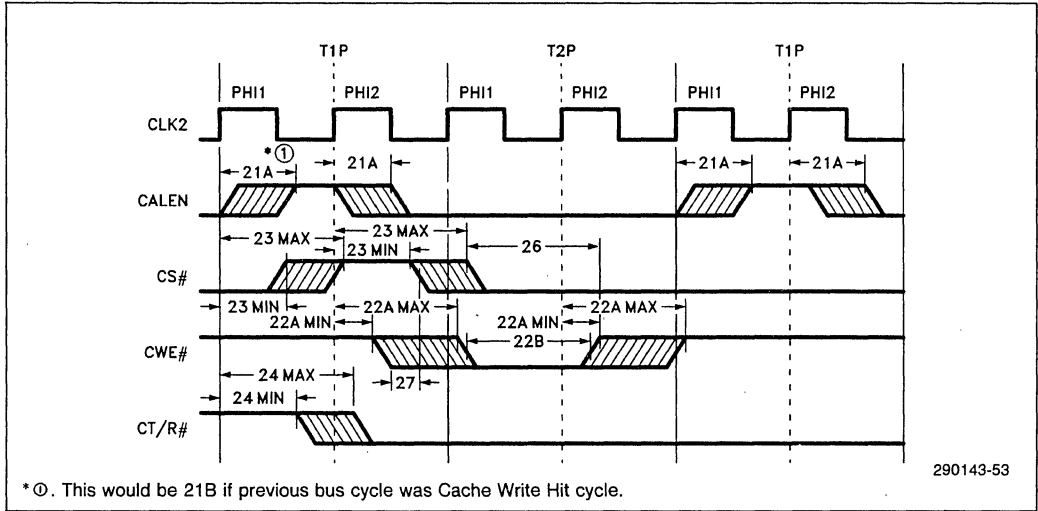 T1P T2P T1P
PHI1 PHI2 PHI1 PHI2 PHI1 PHI2
CLK2
*①
21A 21A 21A 21A
CALEN
23 MAX 23 MAX
23 MIN 26
CS#
23 MIN 22A MAX 22A MAX
22A MIN 22A MIN
22B
CWE#
24 MAX 27
24 MIN
CT/R#
290143-53
*①. This would be 21B if previous bus cycle was Cache Write Hit cycle.